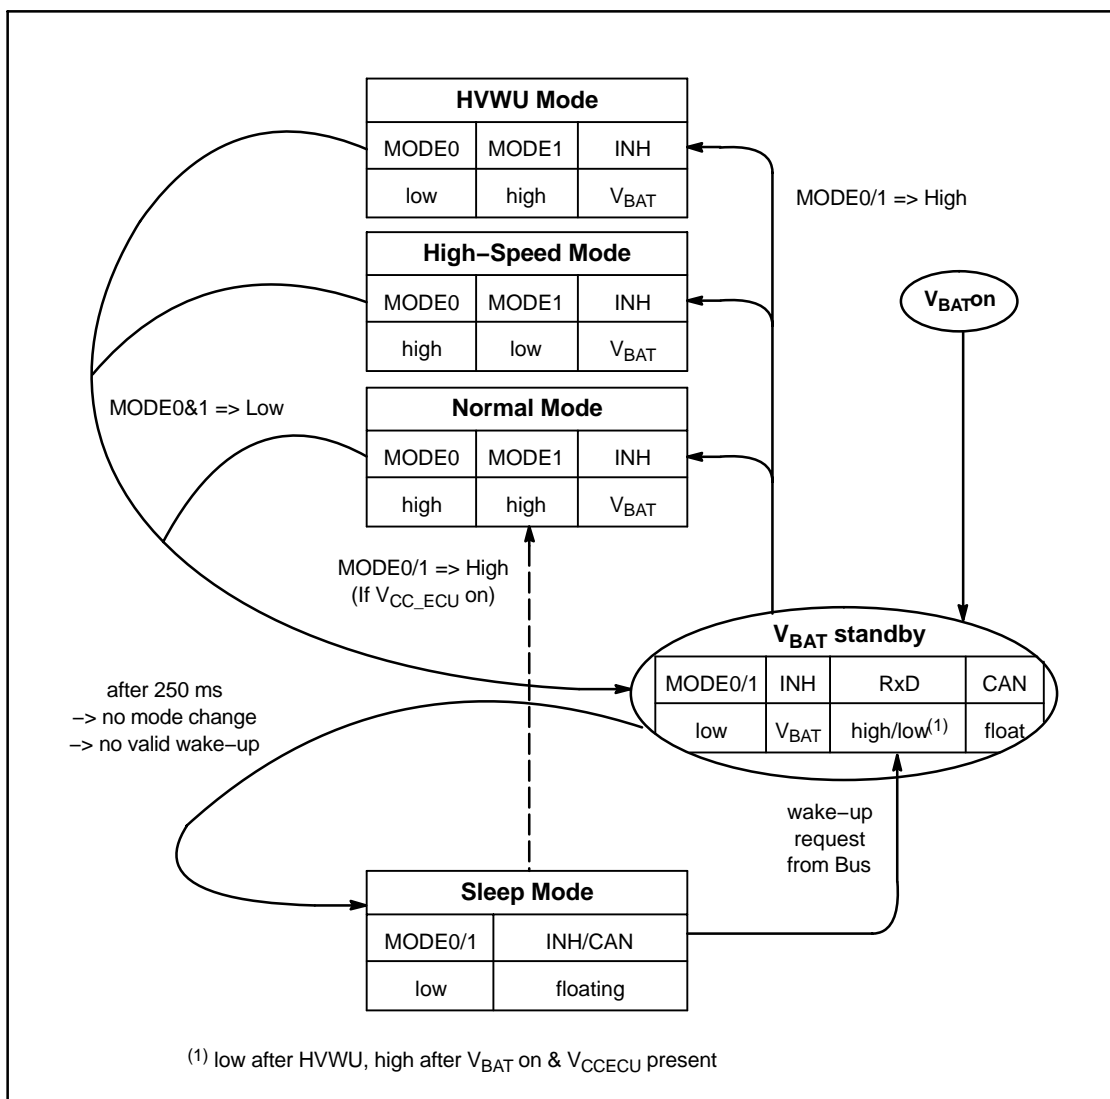 HVWU Mode
MODE0 MODE1 INH
low high VBAT
MODE0/1 => High
High−Speed Mode
MODE0 MODE1 INH
high low VBAT
VBATon
MODE0&1 => Low
Normal Mode
MODE0 MODE1 INH
high high VBAT
MODE0/1 => High
(If VCC_ECU on)
VBAT standby
MODE0/1 INH RxD CAN
low VBAT high/low(1) float
after 250 ms
−> no mode change
−> no valid wake−up
wake−up
request
from Bus
Sleep Mode
MODE0/1 INH/CAN
low floating
(1) low after HVWU, high after VBAT on & VCCECU present